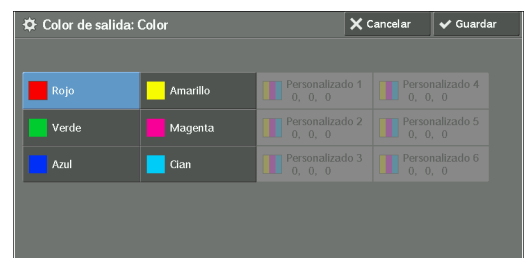 Color de salida: Color
Cancelar
Guardar
Rojo
Amarillo
Personalizado 1
0, 0, 0
Personalizado 4
0, 0, 0
Verde
Magenta
Personalizado 2
0, 0, 0
Personalizado 5
0, 0, 0
Azul
Cian
Personalizado 3
0, 0, 0
Personalizado 6
0, 0, 0